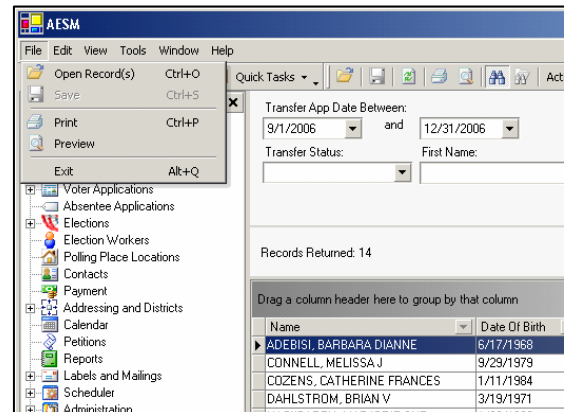 AESM
File Edit View Tools Window Help
Open Record(s) Ctrl+O
Save Ctrl+S
Print Ctrl+P
Preview
Exit Alt+Q
Quick Tasks
Act
Transfer App Date Between:
9/1/2006 and 12/31/2006
Transfer Status: First Name:
Voter Applications
Absentee Applications
Elections
Election Workers
Polling Place Locations
Contacts
Payment
Addressing and Districts
Calendar
Petitions
Reports
Labels and Mailings
Scheduler
Administration
Records Returned: 14
Drag a column header here to group by that column
Name Date Of Birth
ADEBISI, BARBARA DIANNE 6/17/1968
CONNELL, MELISSA J 9/29/1979
COZENS, CATHERINE FRANCES 1/11/1984
DAHLSTROM, BRIAN V 3/19/1971